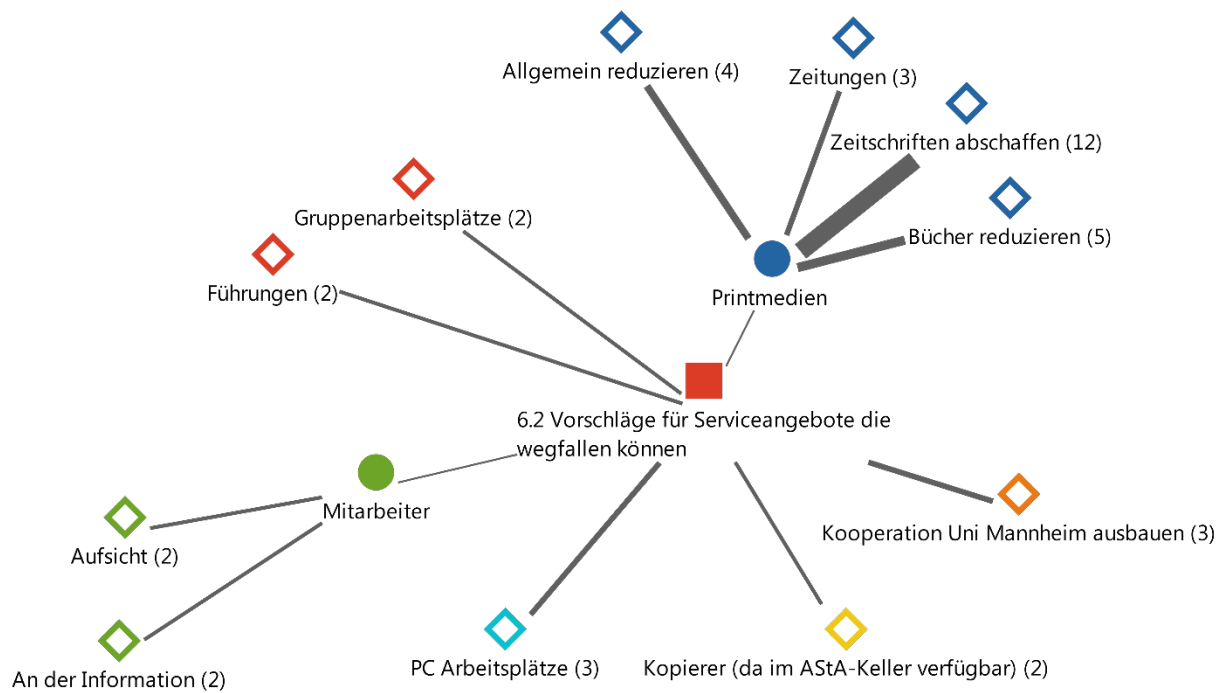 Allgemein reduzieren (4)
Zeitungen (3)
Zeitschriften abschaffen (12)
Gruppenarbeitsplätze (2)
Bücher reduzieren (5)
Führungen (2)
Printmedien
6.2 Vorschläge für Serviceangebote die
wegfallen können
Mitarbeiter
Kooperation Uni Mannheim ausbauen (3)
Aufsicht (2)
PC Arbeitsplätze (3)
Kopierer (da im AStA-Keller verfügbar) (2)
An der Information (2)